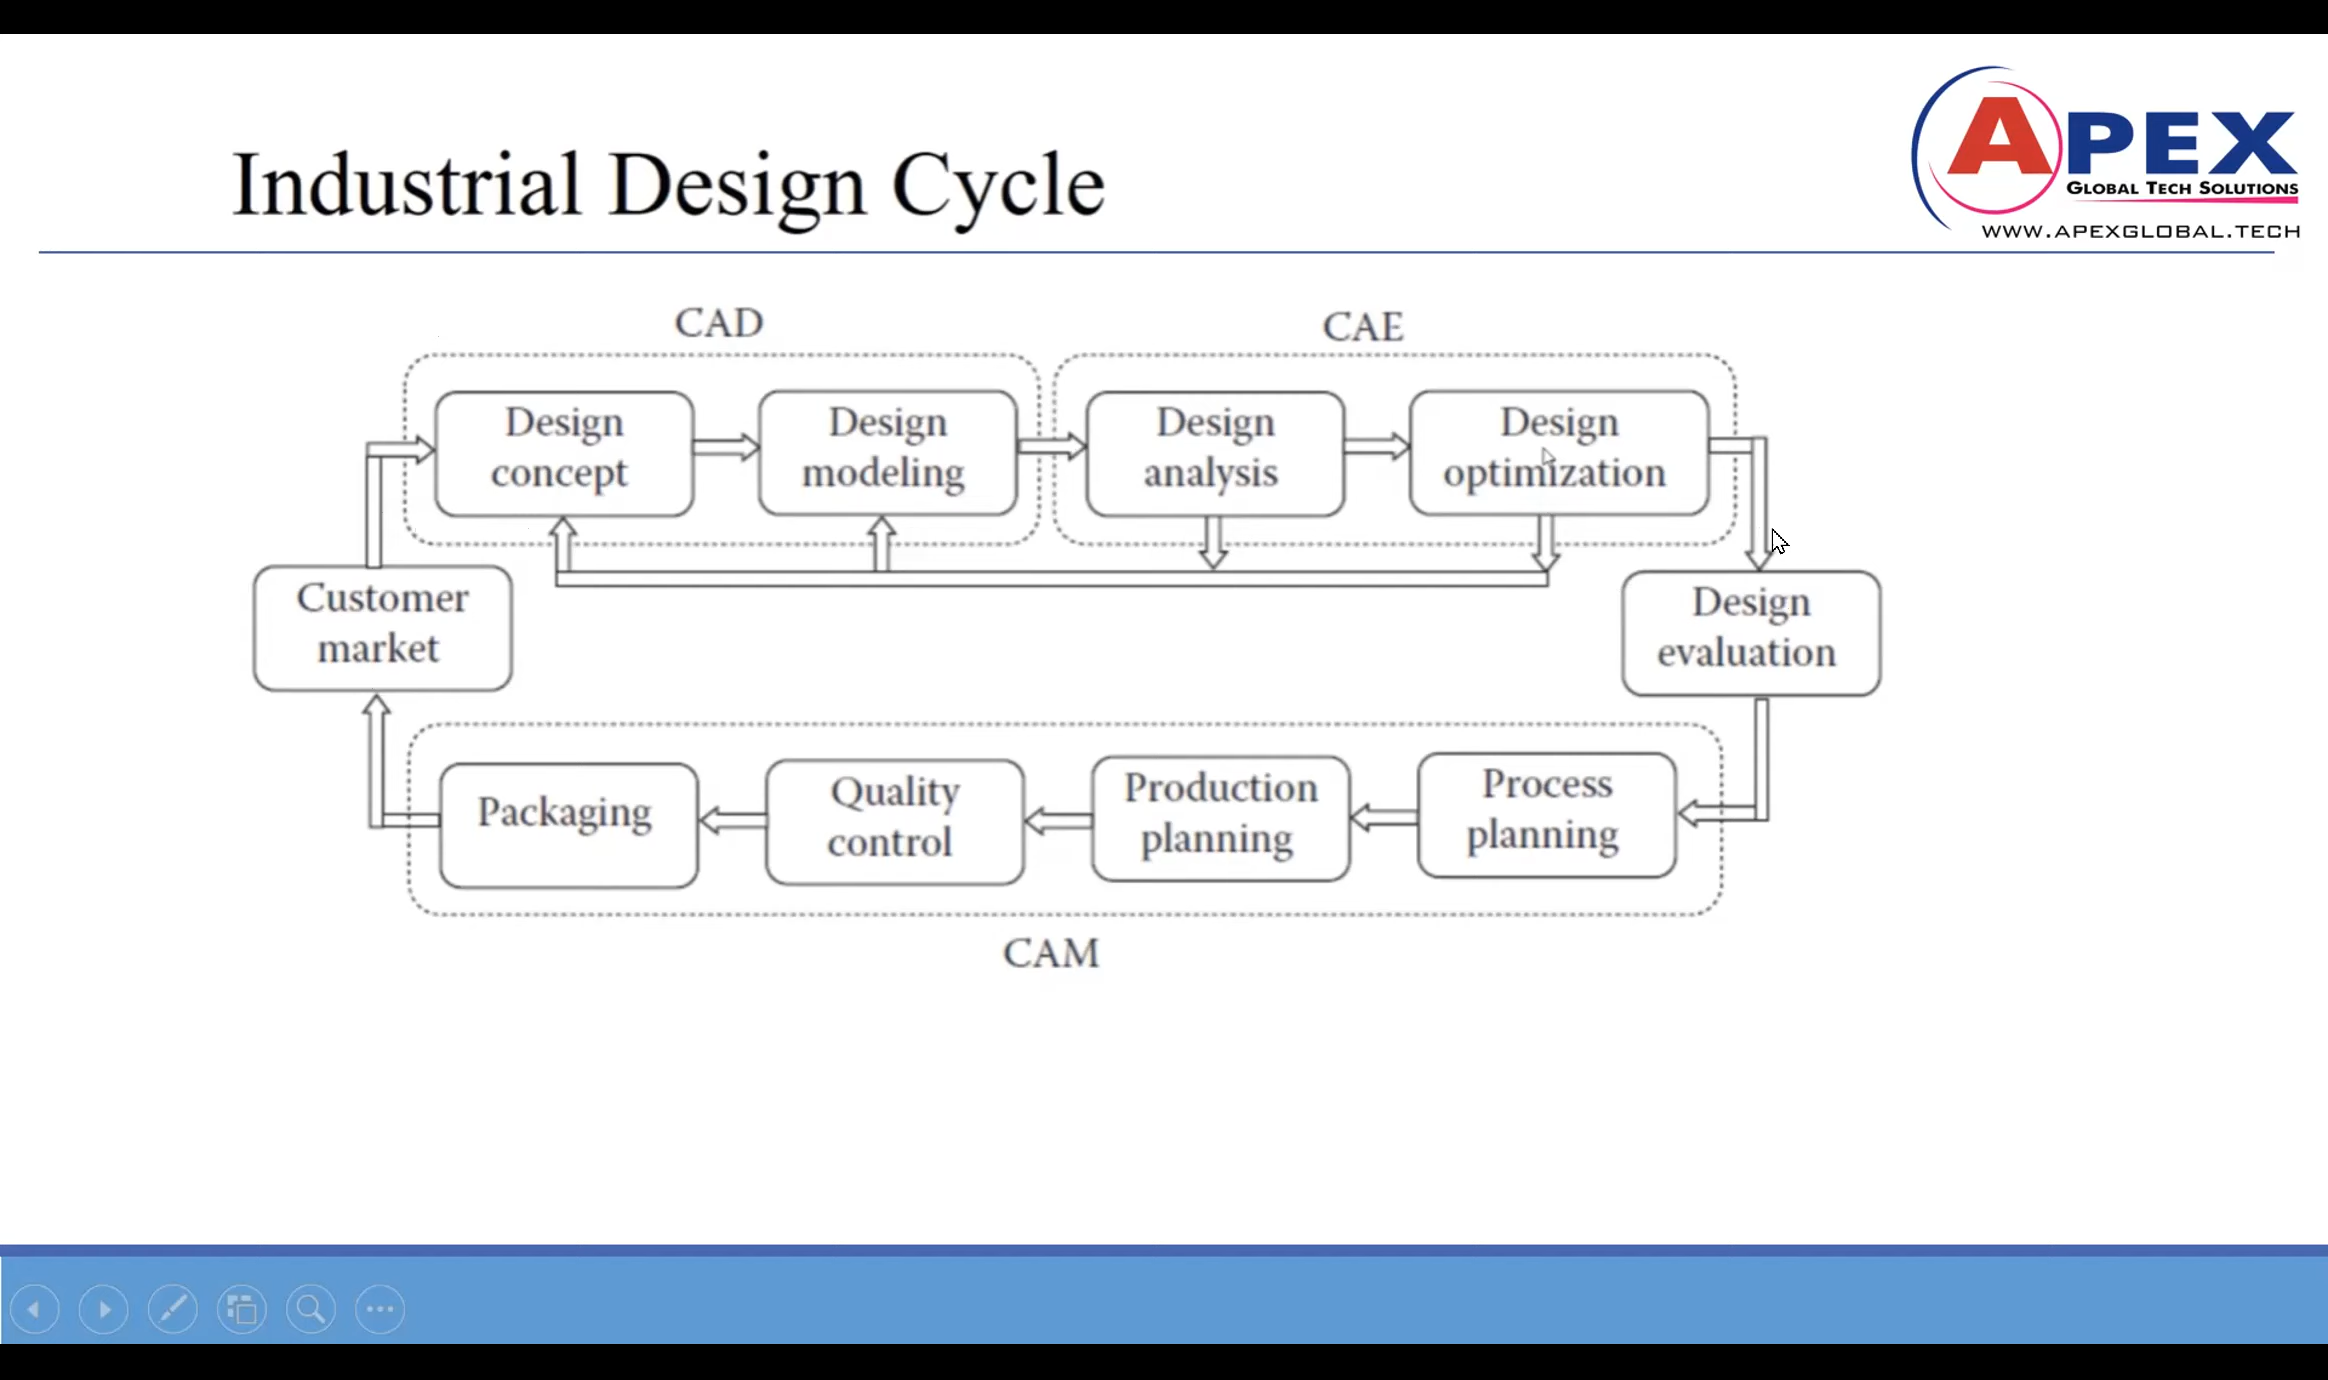 Industrial Design Cycle
APEX
GLOBAL TECH SOLUTIONS
WWW.APEXGLOBAL.TECH
CAD
CAE
Design
concept
Design
modeling
Design
analysis
Design
optimization
Customer
market
Design
evaluation
Packaging
Quality
control
Production
planning
Process
planning
CAM